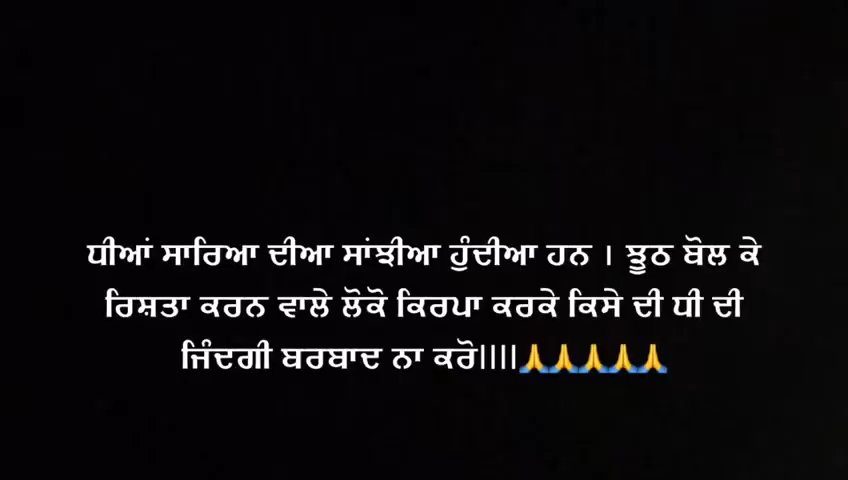 ਧੀਆਂ ਸਾਰਿਆ ਦੀਆ ਸਾਂਝੀਆ ਹੁੰਦੀਆ ਹਨ । ਝੂਠ ਬੋਲ ਕੇ
ਰਿਸ਼ਤਾ ਕਰਨ ਵਾਲੇ ਲੋਕੋ ਕਿਰਪਾ ਕਰਕੇ ਕਿਸੇ ਦੀ ਧੀ ਦੀ
ਜਿੰਦਗੀ ਬਰਬਾਦ ਨਾ ਕਰੋ||||🙏🙏🙏🙏🙏